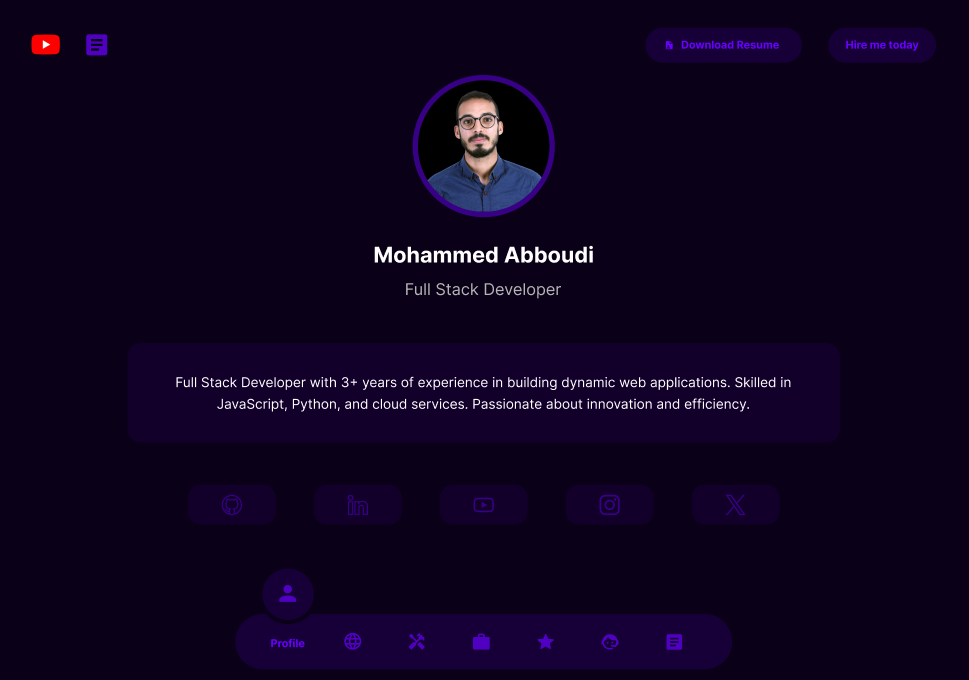 Download Resume
Hire me today
Mohammed Abboudi
Full Stack Developer
Full Stack Developer with 3+ years of experience in building dynamic web applications. Skilled in
JavaScript, Python, and cloud services. Passionate about innovation and efficiency.
Profile